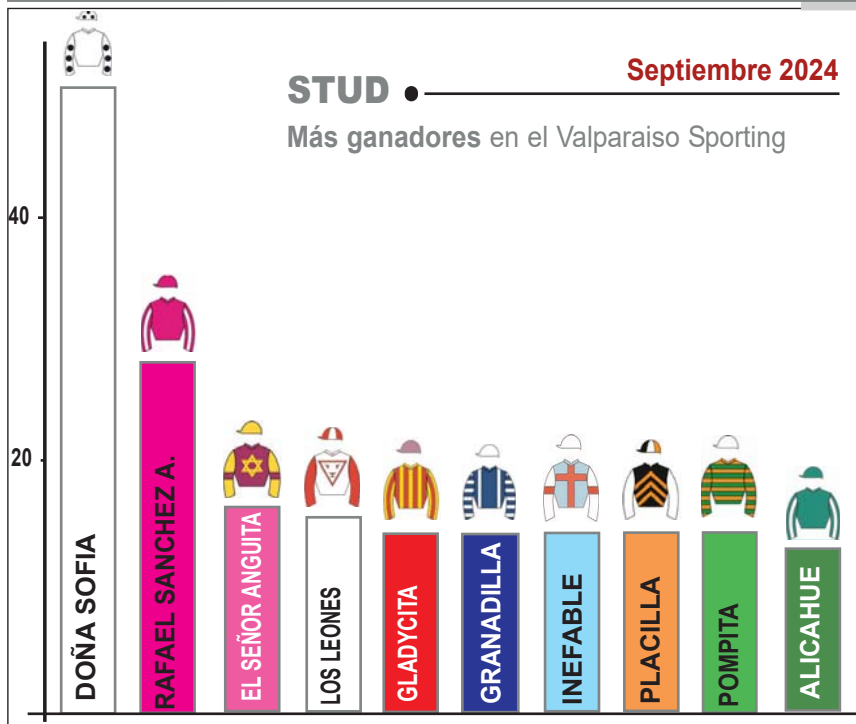 Septiembre 2024
STUD
Más ganadores en el Valparaiso Sporting
40
20
DOÑA SOFIA
RAFAEL SANCHEZ A.
EL SEÑOR ANGUITA
LOS LEONES
GLADYCITA
GRANADILLA
INEFABLE
PLACILLA
POMPITA
ALICAHUE